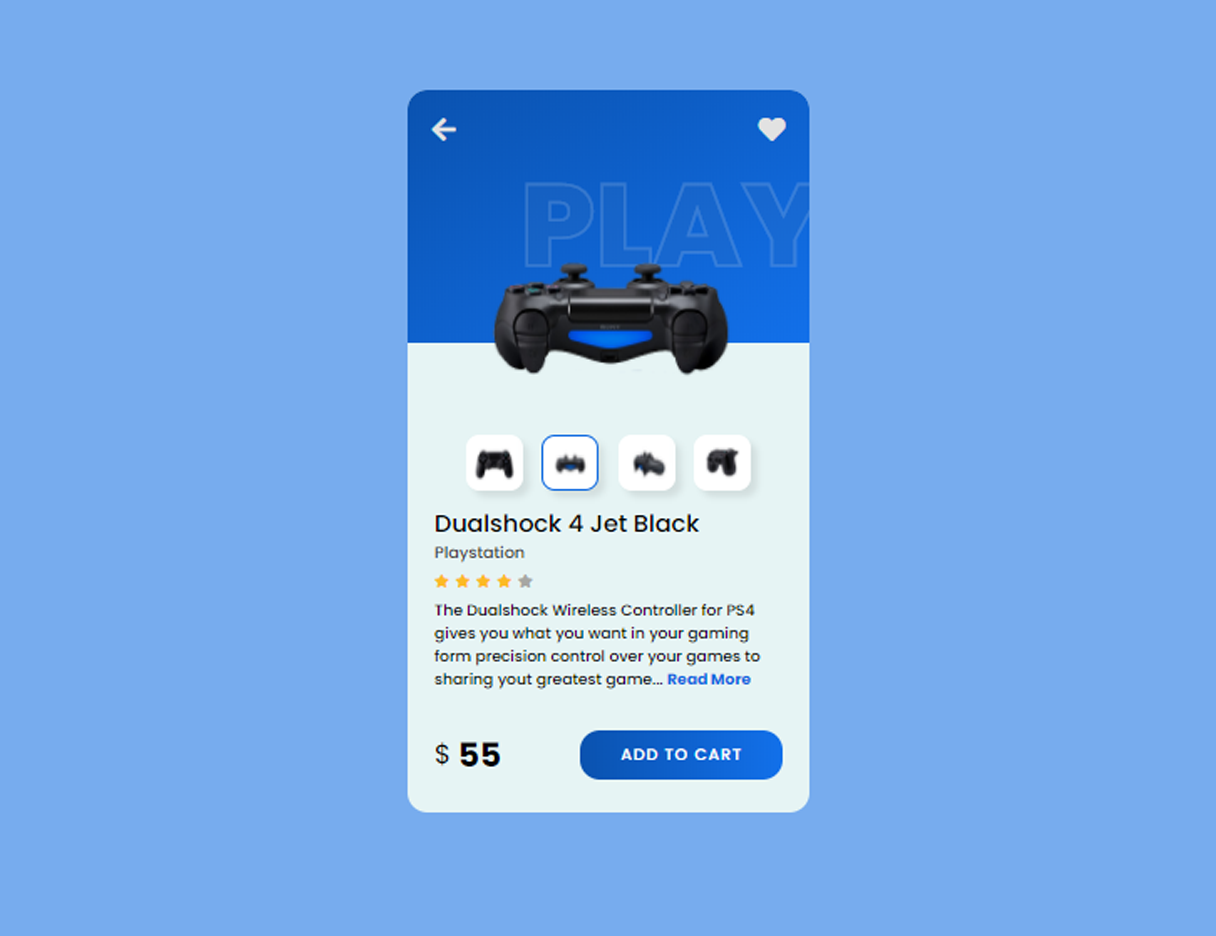 PLAY
Dualshock 4 Jet Black
Playstation
The Dualshock Wireless Controller for PS4
gives you what you want in your gaming
form precision control over your games to
sharing yout greatest game... Read More
$ 55
ADD TO CART